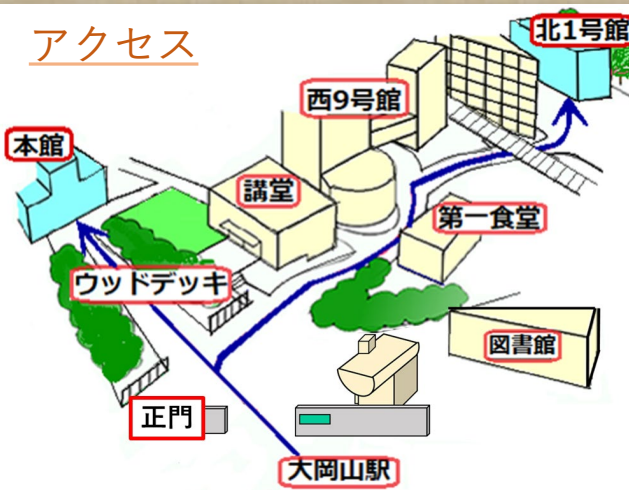 アクセス
北1号館
西9号館
本館
講堂
第一食堂
ウッドデッキ
図書館
正門
大岡山駅